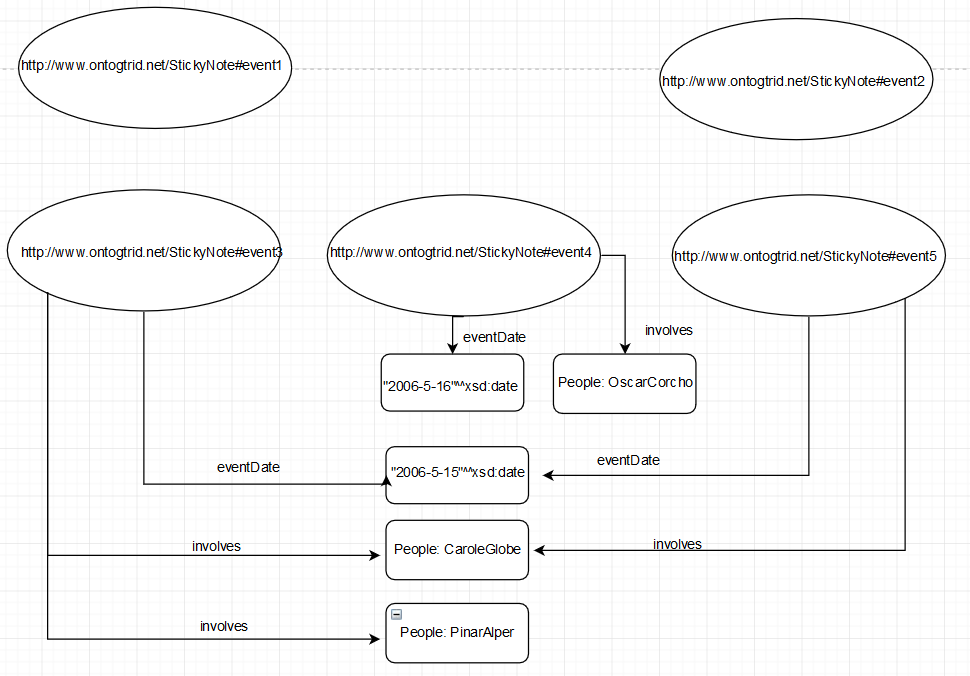 http://www.ontogtrid.net/StickyNote#event1
http://www.ontogtrid.net/StickyNote#event2
http://www.ontogtrid.net/StickyNote#event3
http://www.ontogtrid.net/StickyNote#event4
http://www.ontogtrid.net/StickyNote#event5
involves
eventDate
"2006-5-16"^^xsd:date
People: OscarCorcho
eventDate
eventDate
"2006-5-15"^^xsd:date
involves
People: CaroleGlobe
involves
involves
People: PinarAlper